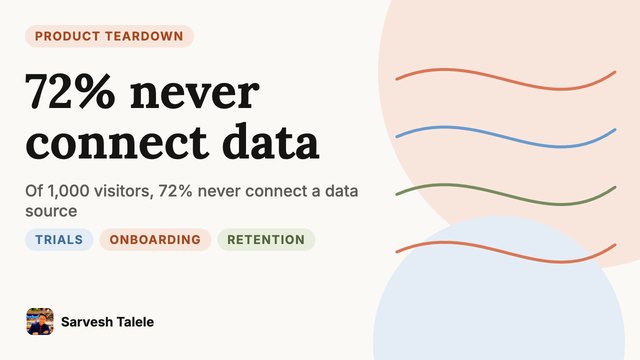 PRODUCT TEARDOWN
72% never
connect data
Of 1,000 visitors, 72% never connect a data
source
TRIALS ONBOARDING RETENTION
Sarvesh Talele